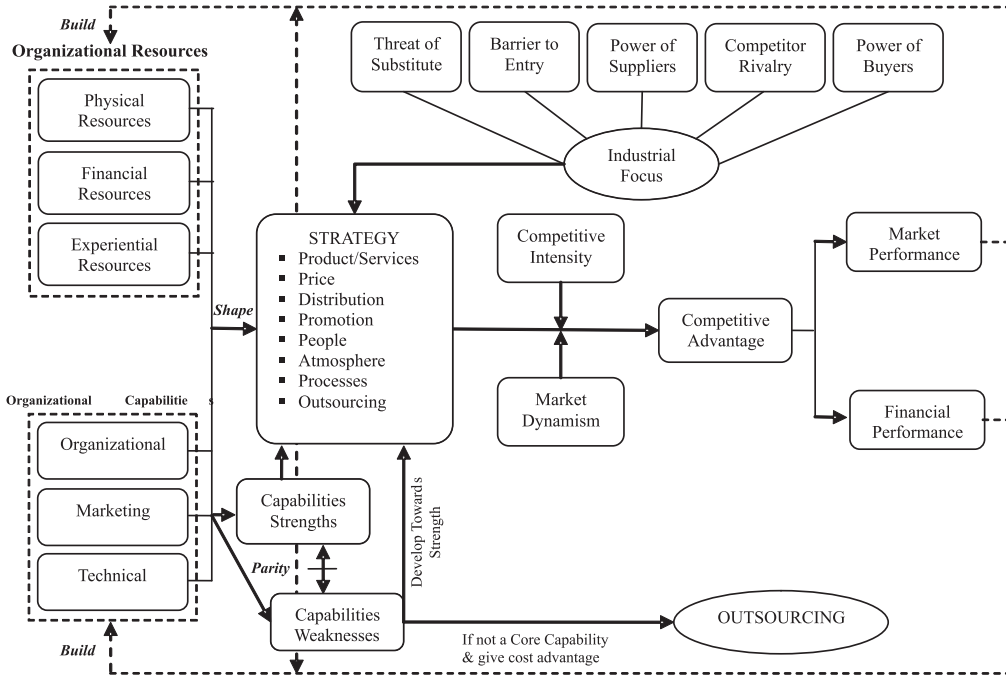 Build
Organizational Resources
Physical
Resources
Financial
Resources
Experiential
Resources
Threat of
Substitute
Barrier to
Entry
Power of
Suppliers
Competitor
Rivalry
Power of
Buyers
Industrial
Focus
Shape
STRATEGY
▪ Product/Services
▪ Price
▪ Distribution
▪ Promotion
▪ People
▪ Atmosphere
▪ Processes
▪ Outsourcing
Competitive
Intensity
Market
Dynamism
Competitive
Advantage
Market
Performance
Financial
Performance
Organizational Capabilitie s
Organizational
Marketing
Technical
Capabilities
Strengths
Parity
Capabilities
Weaknesses
Develop Towards
Strength
If not a Core Capability
& give cost advantage
OUTSOURCING
Build